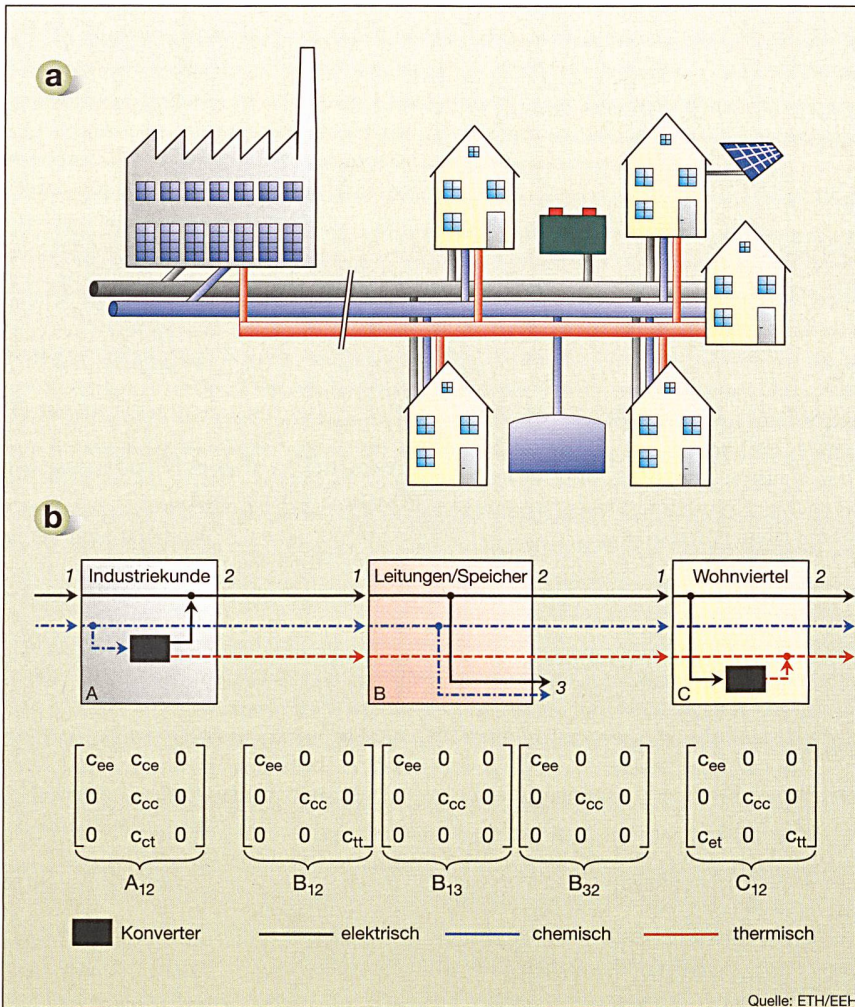 a
b
1 Industriekunde 2 1 Leitungen/Speicher 2 1 Wohnviertel 2
A B 3 C
c_ee c_ce 0 c_ee 0 0 c_ee 0 0 c_ee 0 0 c_ee 0 0
0 c_cc 0 0 c_cc 0 0 c_cc 0 0 c_cc 0 0 c_cc 0
0 c_ct 0 0 0 c_tt 0 0 0 0 0 0 c_et 0 c_tt
A_12 B_12 B_13 B_32 C_12
Konverter elektrisch chemisch thermisch
Quelle: ETH/EEH